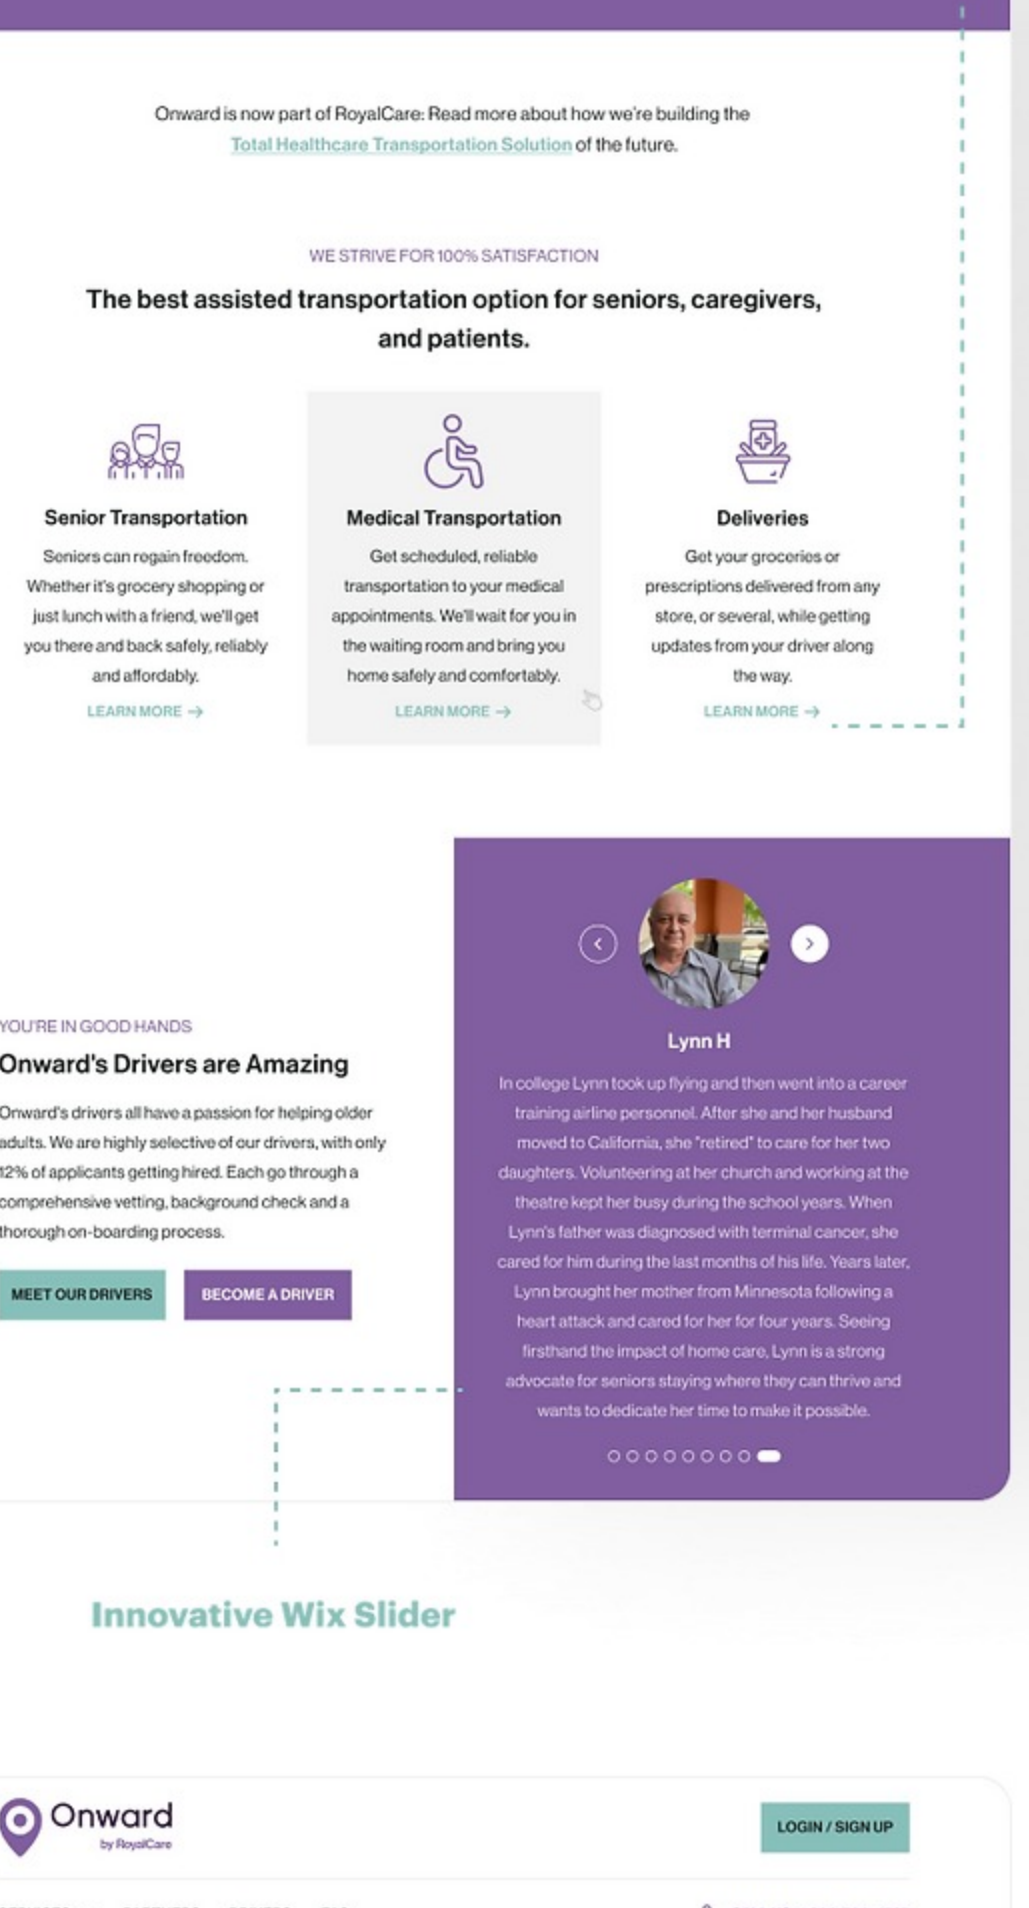 Onward is now part of RoyalCare: Read more about how we're building the
Total Healthcare Transportation Solution of the future.
WE STRIVE FOR 100% SATISFACTION
The best assisted transportation option for seniors, caregivers,
and patients.
Senior Transportation
Seniors can regain freedom.
Whether it's grocery shopping or
just lunch with a friend, we'll get
you there and back safely, reliably
and affordably.
LEARN MORE →
Medical Transportation
Get scheduled, reliable
transportation to your medical
appointments. We'll wait for you in
the waiting room and bring you
home safely and comfortably.
LEARN MORE →
Deliveries
Get your groceries or
prescriptions delivered from any
store, or several, while getting
updates from your driver along
the way.
LEARN MORE →
YOU'RE IN GOOD HANDS
Onward's Drivers are Amazing
Onward's drivers all have a passion for helping older
adults. We are highly selective of our drivers, with only
12% of applicants getting hired. Each go through a
comprehensive vetting, background check and a
thorough on-boarding process.
MEET OUR DRIVERS
BECOME A DRIVER
Lynn H
In college Lynn took up flying and then went into a career
training airline personnel. After she and her husband
moved to California, she "retired" to care for her two
daughters. Volunteering at her church and working at the
theatre kept her busy during the school years. When
Lynn's father was diagnosed with terminal cancer, she
cared for him during the last months of his life. Years later,
Lynn brought her mother from Minnesota following a
heart attack and cared for her for four years. Seeing
firsthand the impact of home care, Lynn is a strong
advocate for seniors staying where they can thrive and
wants to dedicate her time to make it possible.
Innovative Wix Slider
Onward
by RoyalCare
LOGIN / SIGN UP